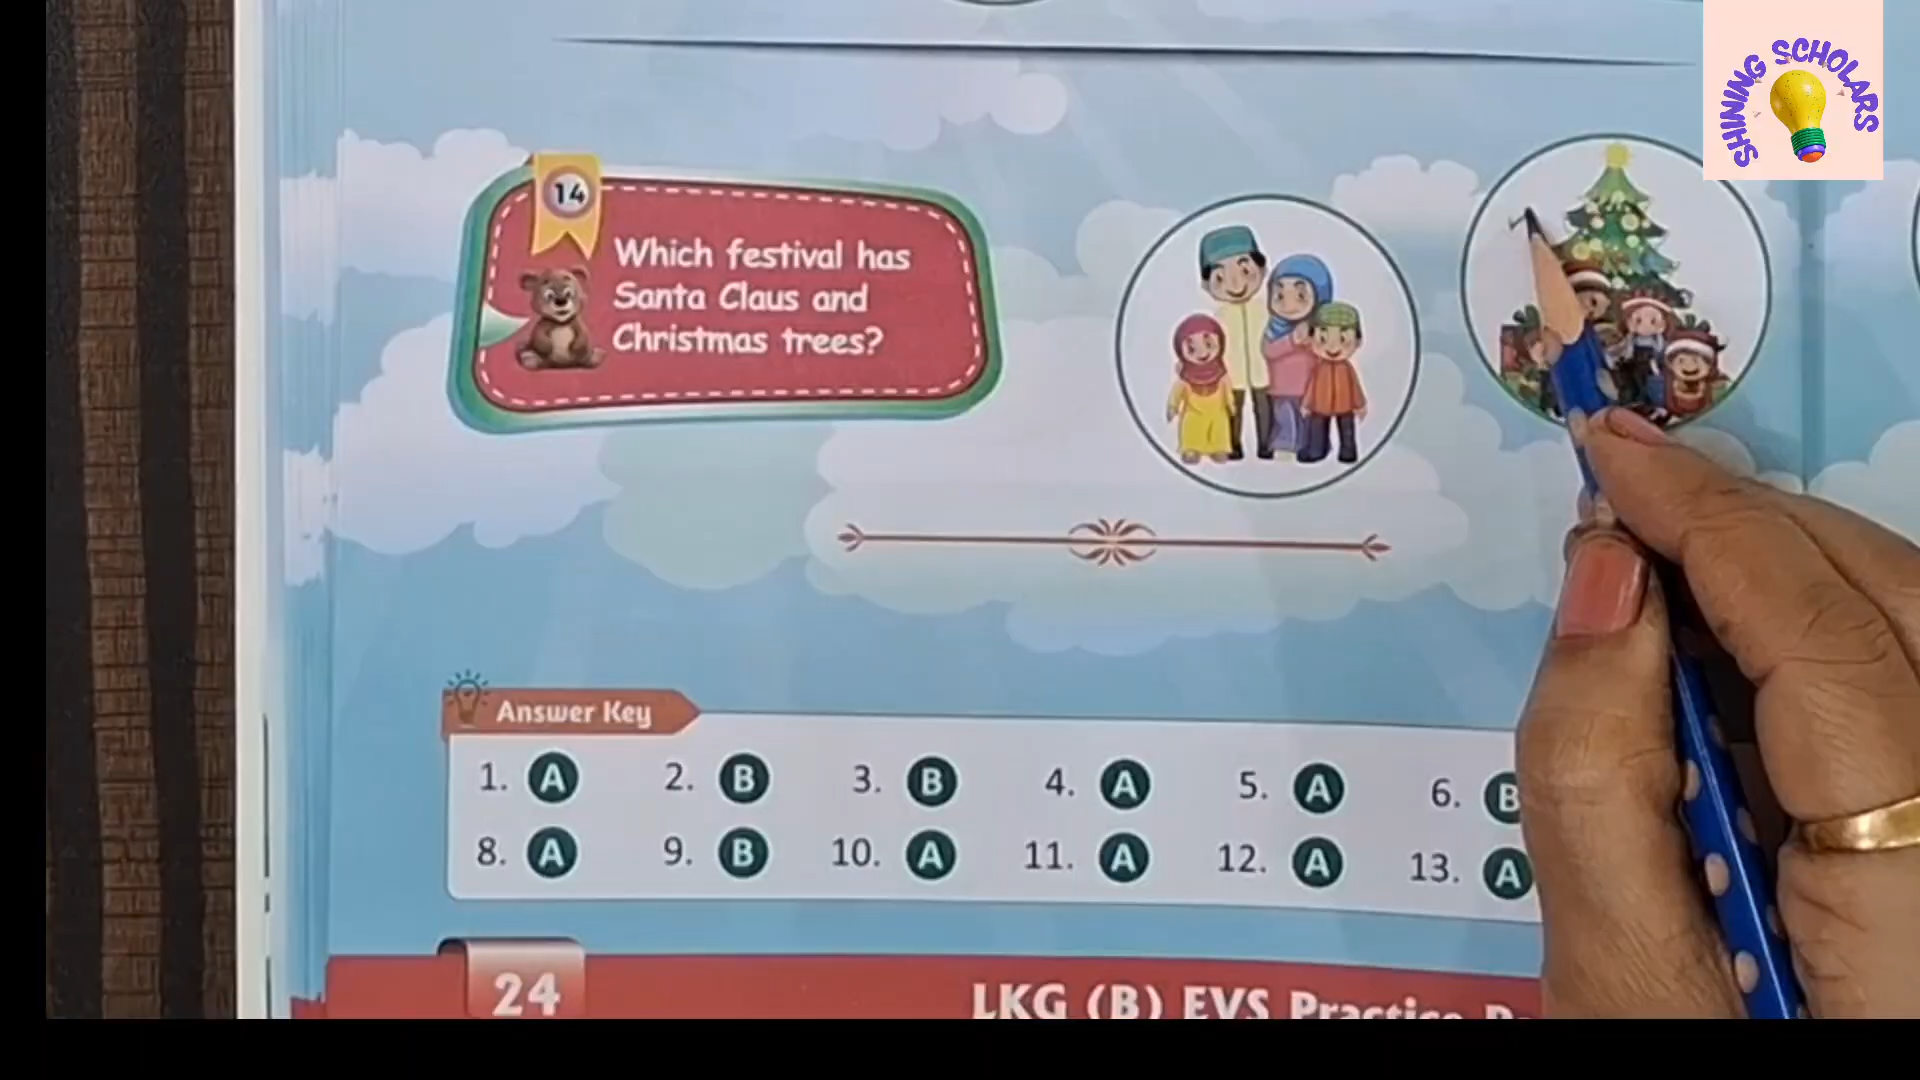 SHINING SCHOLARS
14
Which festival has
Santa Claus and
Christmas trees?
Answer Key
1. A 2. B 3. B 4. A 5. A 6. B
8. A 9. B 10. A 11. A 12. A 13. A
24
LKG (B) EVS Practice